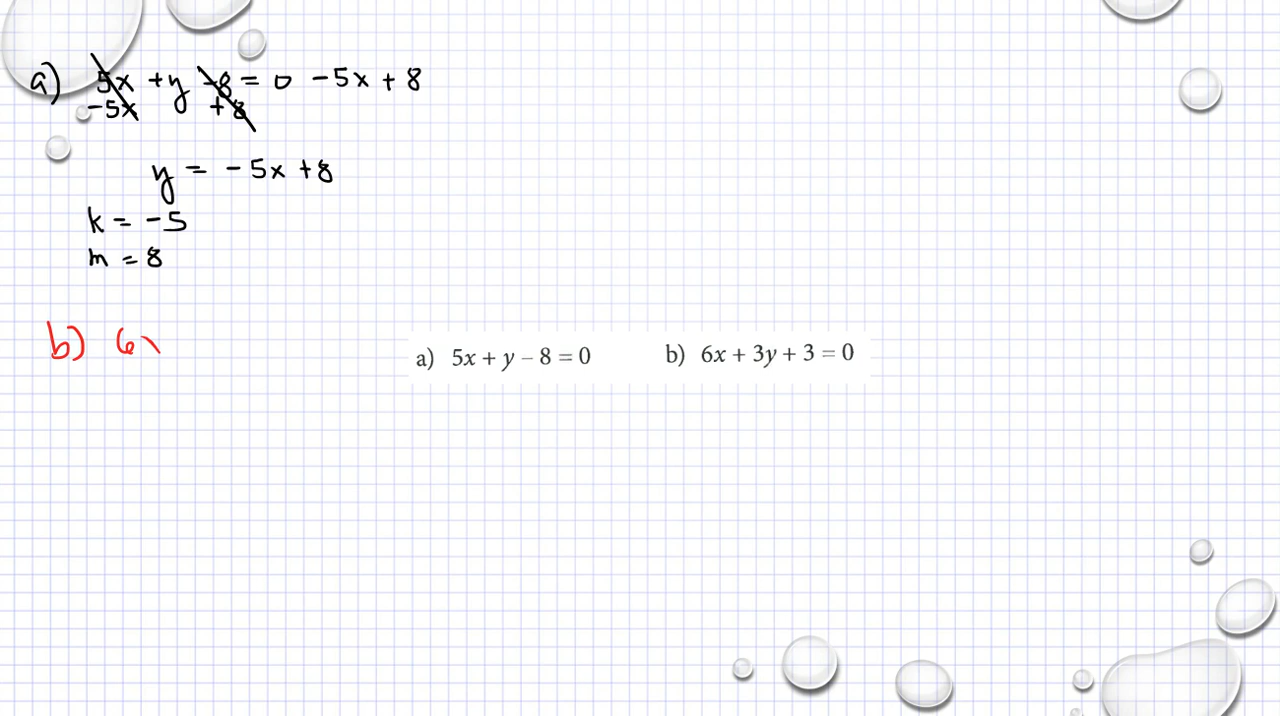 a) 5x + y - 8 = 0 - 5x + 8
-5x + 8
y = -5x + 8
k = -5
m = 8
b) 6
a) 5x + y – 8 = 0 b) 6x + 3y + 3 = 0